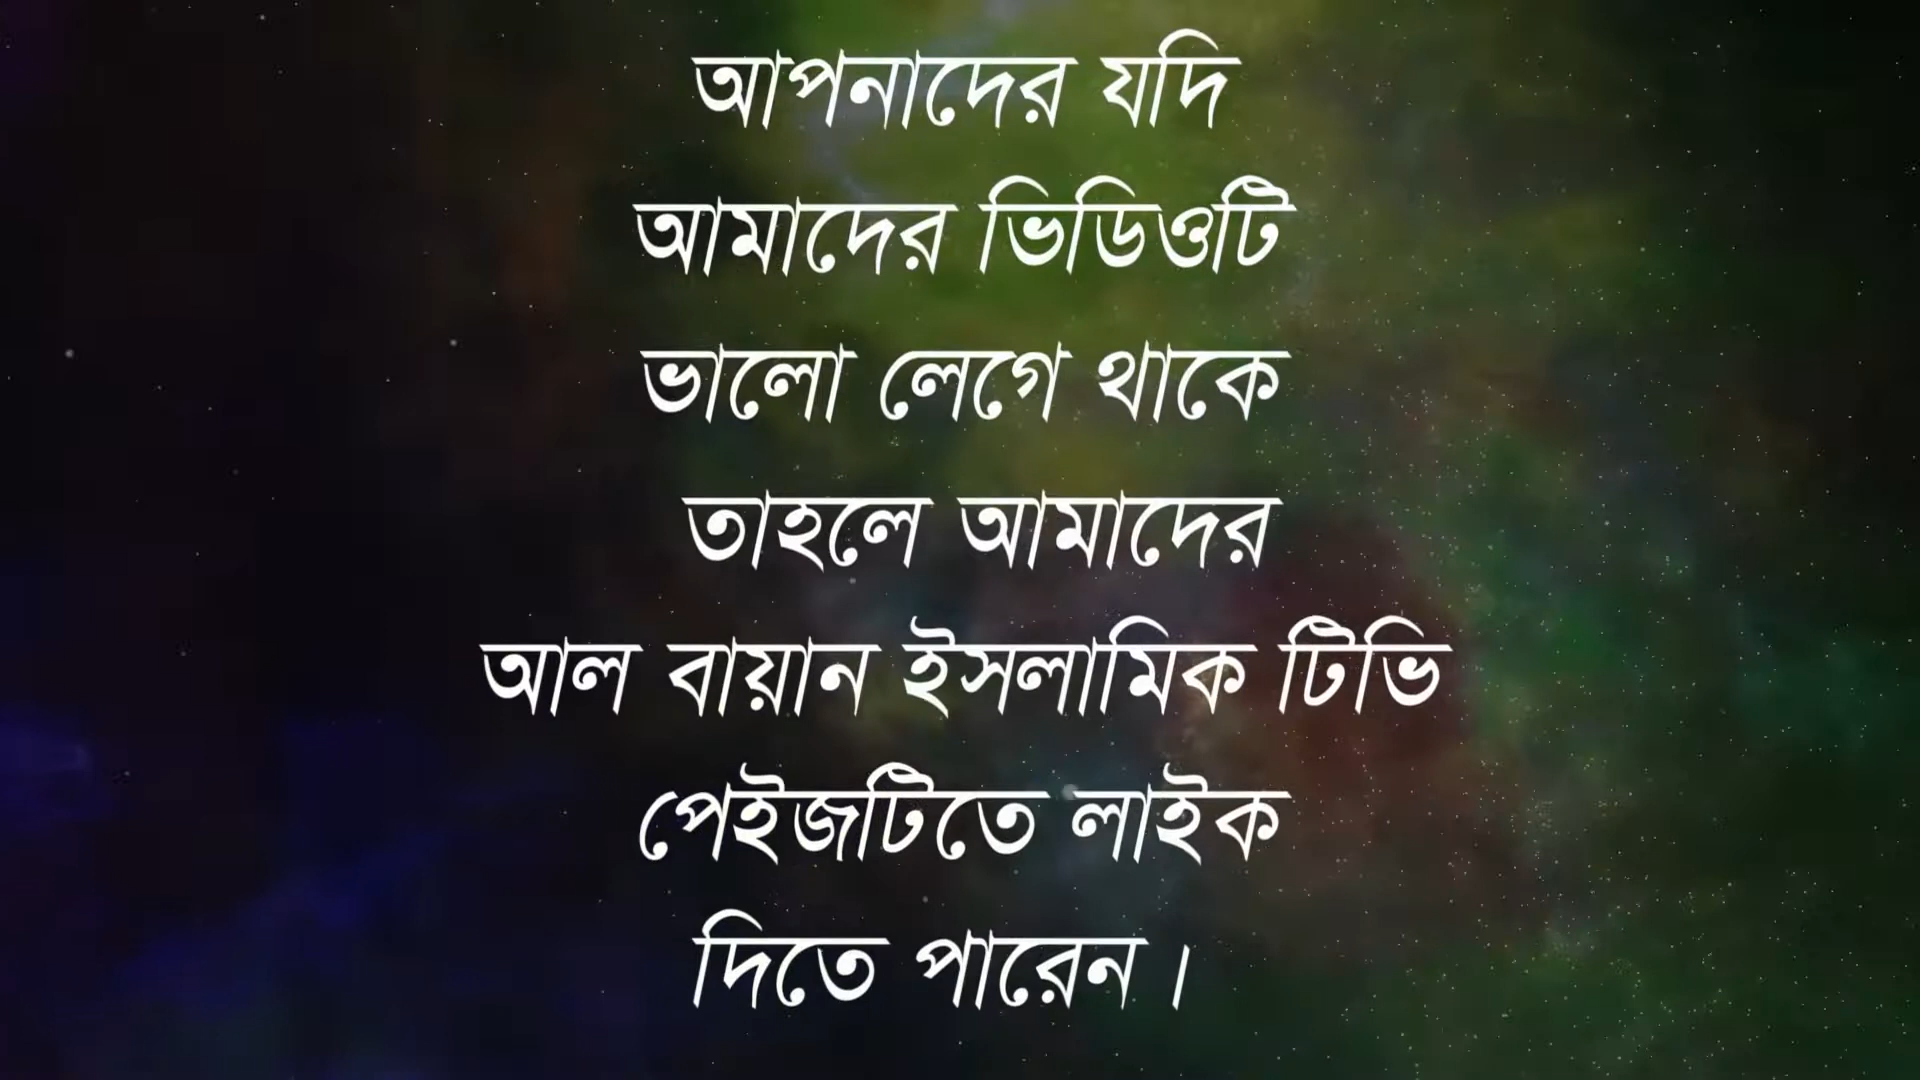 আপনাদের যদি
আমাদের ভিডিওটি
ভালো লেগে থাকে
তাহলে আমাদের
আল বায়ান ইসলামিক টিভি
পেইজটিতে লাইক
দিতে পারেন।